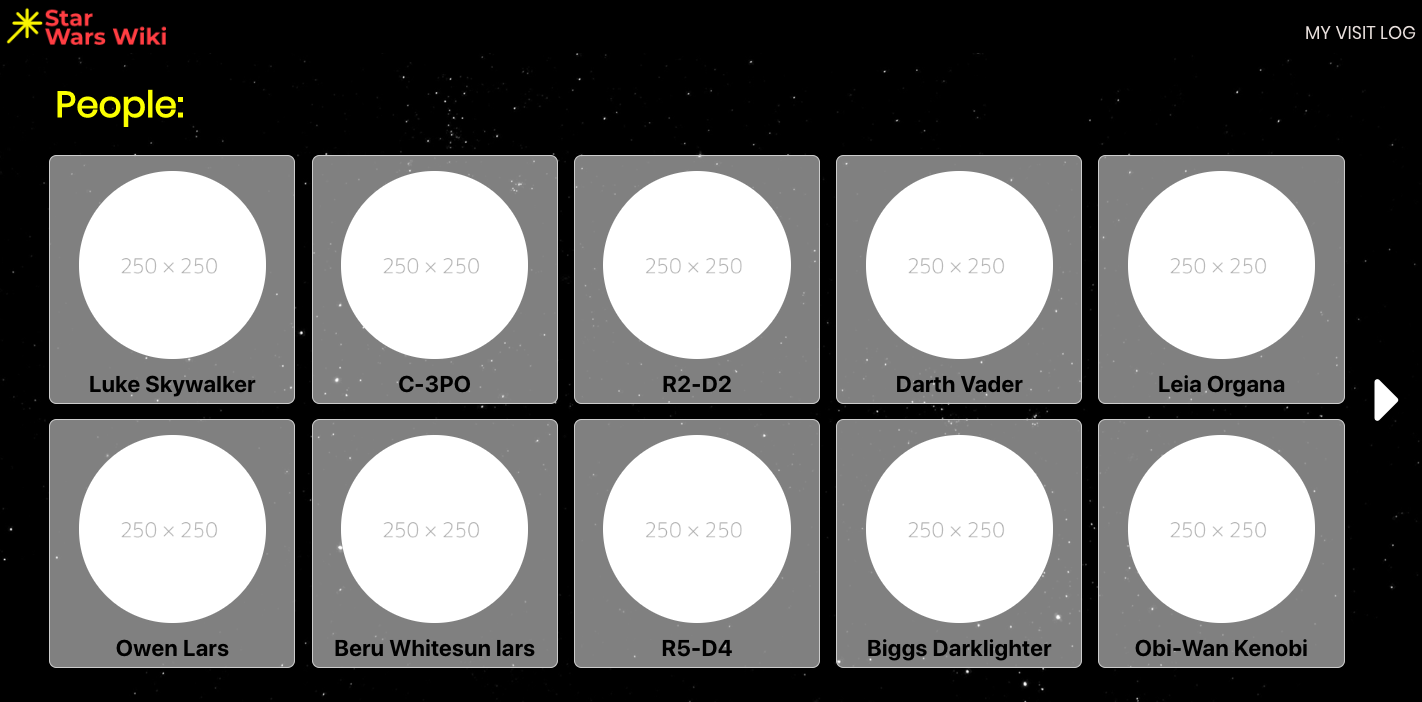 Star
Wars Wiki
MY VISIT LOG
People:
250 × 250
250 × 250
250 × 250
250 × 250
250 × 250
Luke Skywalker
C-3PO
R2-D2
Darth Vader
Leia Organa
250 × 250
250 × 250
250 × 250
250 × 250
250 × 250
Owen Lars
Beru Whitesun lars
R5-D4
Biggs Darklighter
Obi-Wan Kenobi